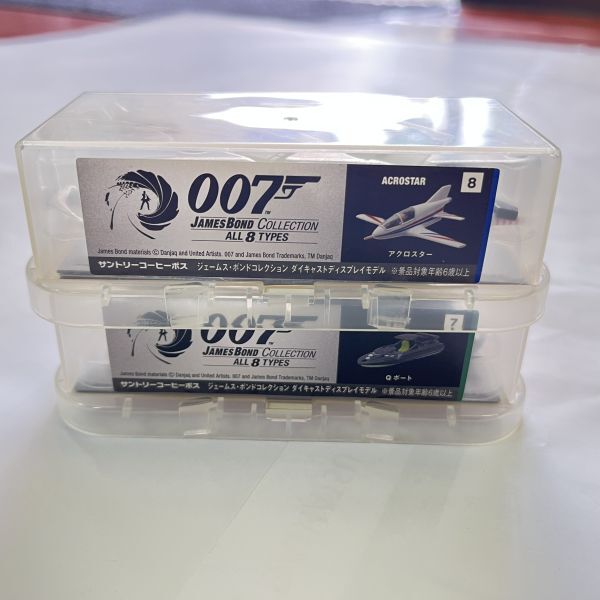 007 TM
JAMES BOND COLLECTION
ALL 8 TYPES
ACROSTAR
8
アクロスター
James Bond materials © Danjaq and United Artists. 007 and James Bond Trademarks, TM Danjaq
サントリーコーヒーボス ジェームス・ボンドコレクション ダイキャストディスプレイモデル ※景品対象年齢6歳以上
007
JAMES BOND COLLECTION
ALL 8 TYPES
7
Qボート
James Bond materials © Danjaq and United Artists. 007 and James Bond Trademarks, TM Danjaq
サントリーコーヒーボス ジェームス・ボンドコレクション ダイキャストディスプレイモデル ※景品対象年齢6歳以上